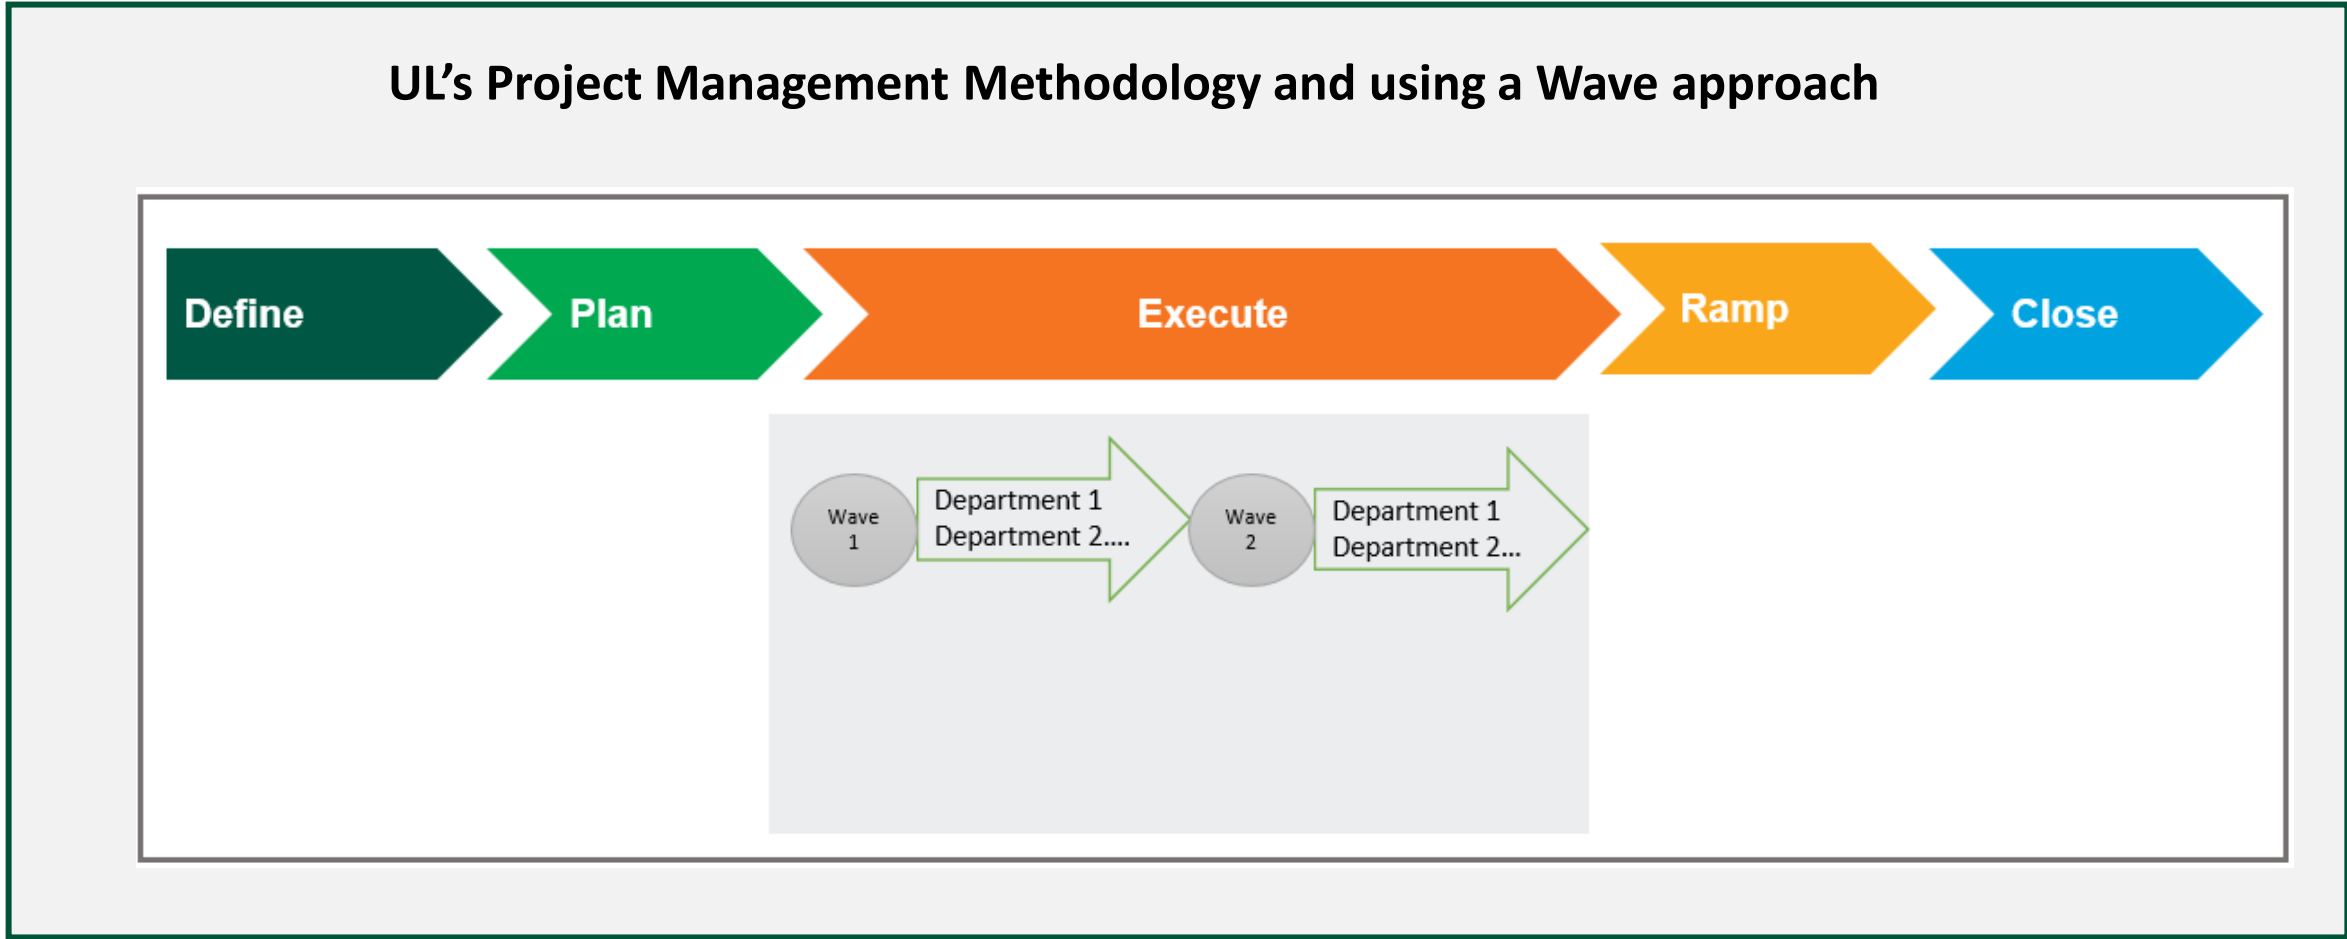 UL’s Project Management Methodology and using a Wave approach
Define
Plan
Execute
Ramp
Close
Wave
1
Department 1
Department 2....
Wave
2
Department 1
Department 2...